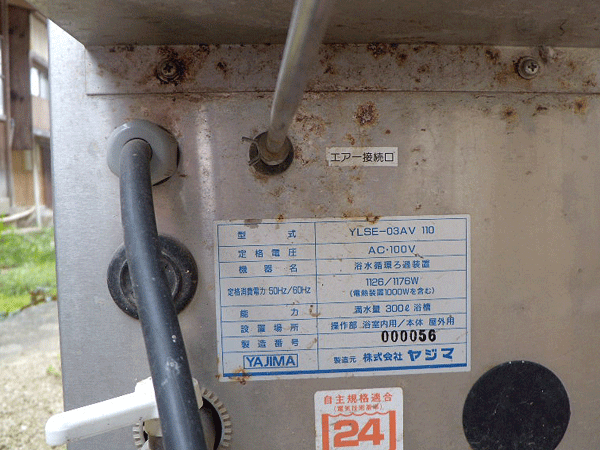 エアー接続口
型式 YLSE-03AV 110
定格電圧 AC・100V
機器名 浴水循環ろ過装置
定格消費電力 50Hz/60Hz 1126/1176W
(電熱装置1000Wを含む)
能力 満水量 300ℓ 浴槽
設置場所 操作部 浴室内用/本体 屋外用
製造番号 000056
YAJIMA 製造元 株式会社 ヤジマ
自主規格適合
24